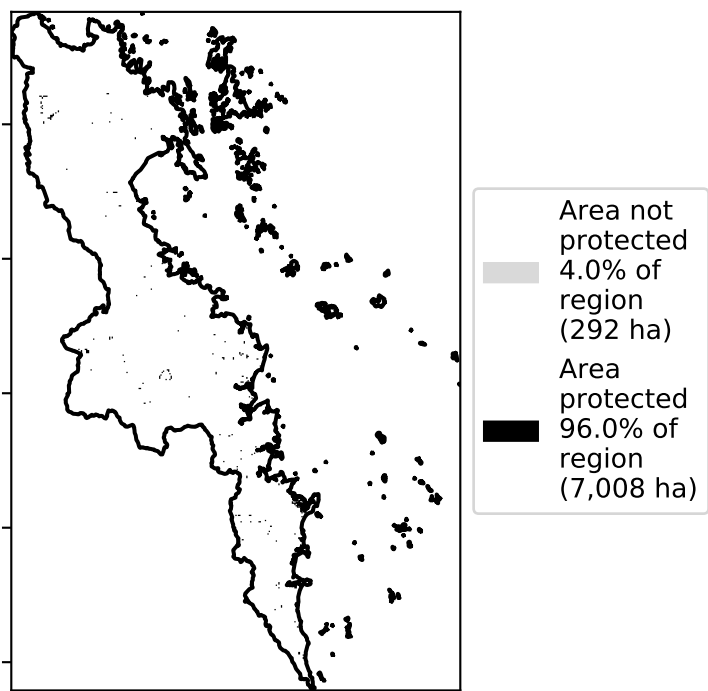 Area not
protected
4.0% of
region
(292 ha)
Area
protected
96.0% of
region
(7,008 ha)